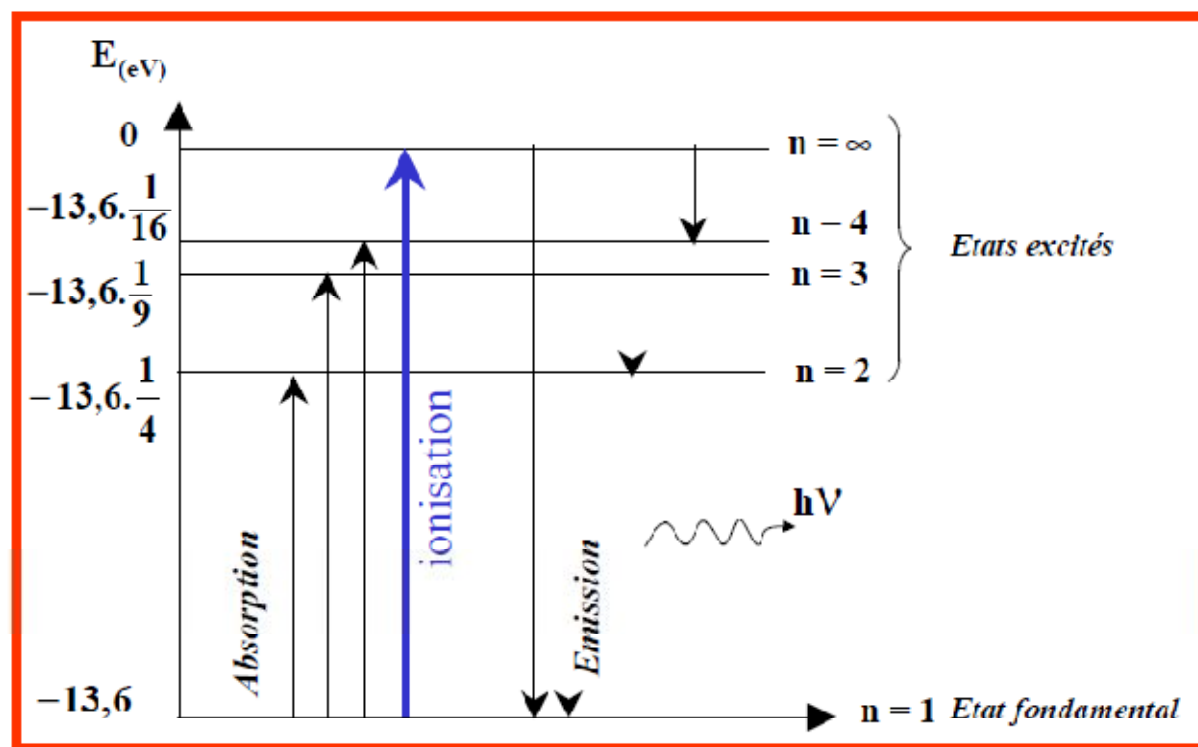 E(eV)
0
n = ∞
−13,6.1/16
n − 4
Etats excités
−13,6.1/9
n = 3
−13,6.1/4
n = 2
ionisation
hν
Absorption
Emission
−13,6
n = 1 Etat fondamental